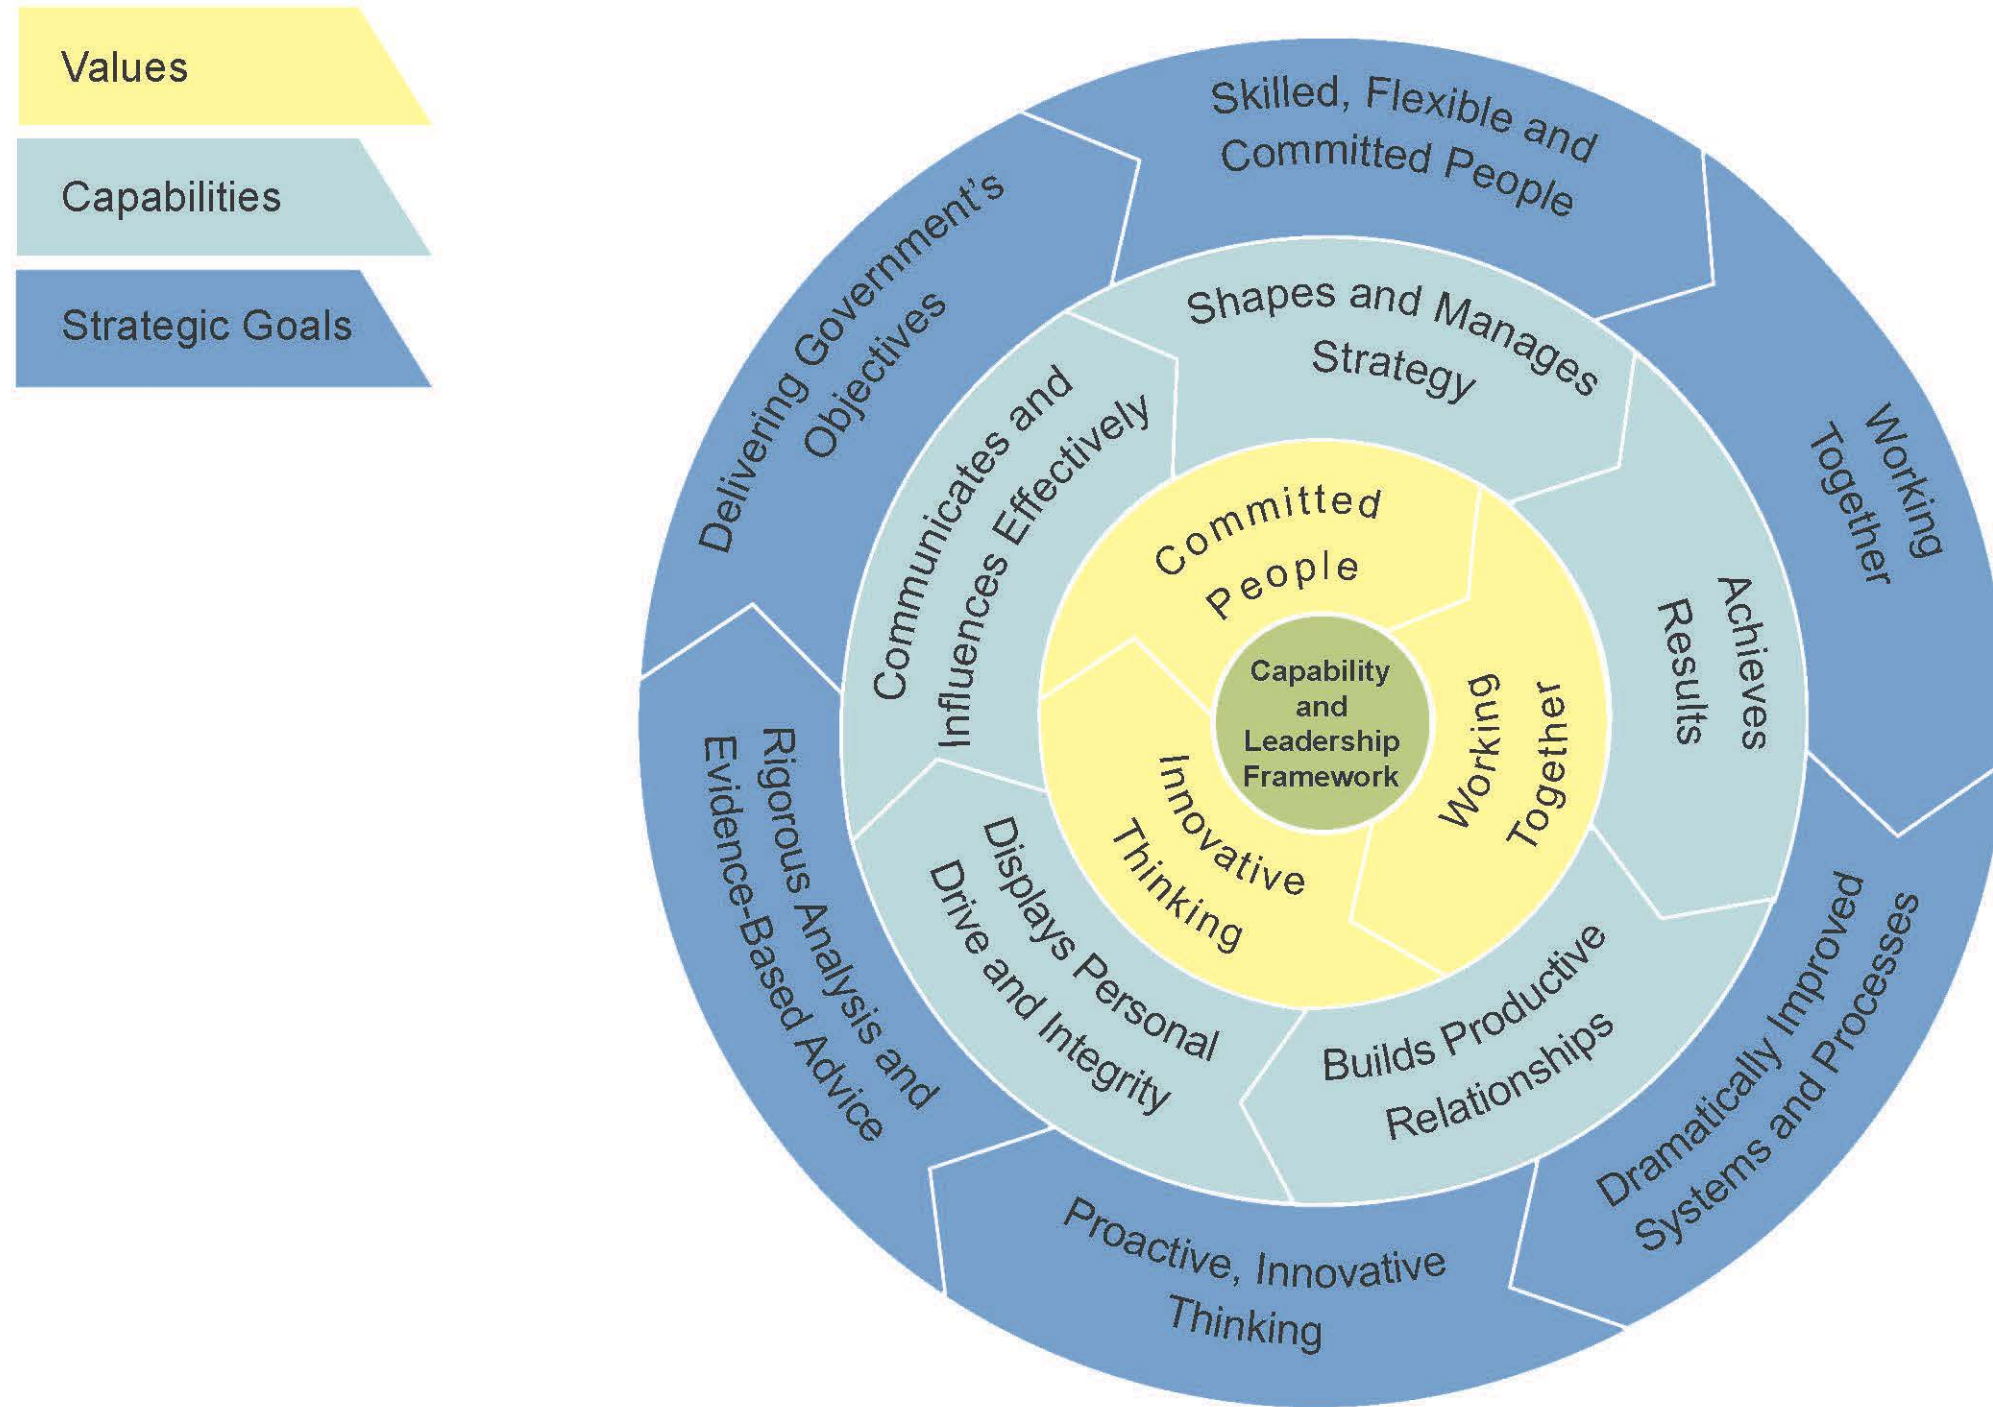 Values
Capabilities
Strategic Goals
Skilled, Flexible and
Committed People
Working
Together
Dramatically Improved
Systems and Processes
Proactive, Innovative
Thinking
Rigorous Analysis and
Evidence-Based Advice
Delivering Government's
Objectives
Shapes and Manages
Strategy
Achieves
Results
Builds Productive
Relationships
Displays Personal
Drive and Integrity
Communicates and
Influences Effectively
Committed
People
Working
Together
Innovative
Thinking
Capability
and
Leadership
Framework